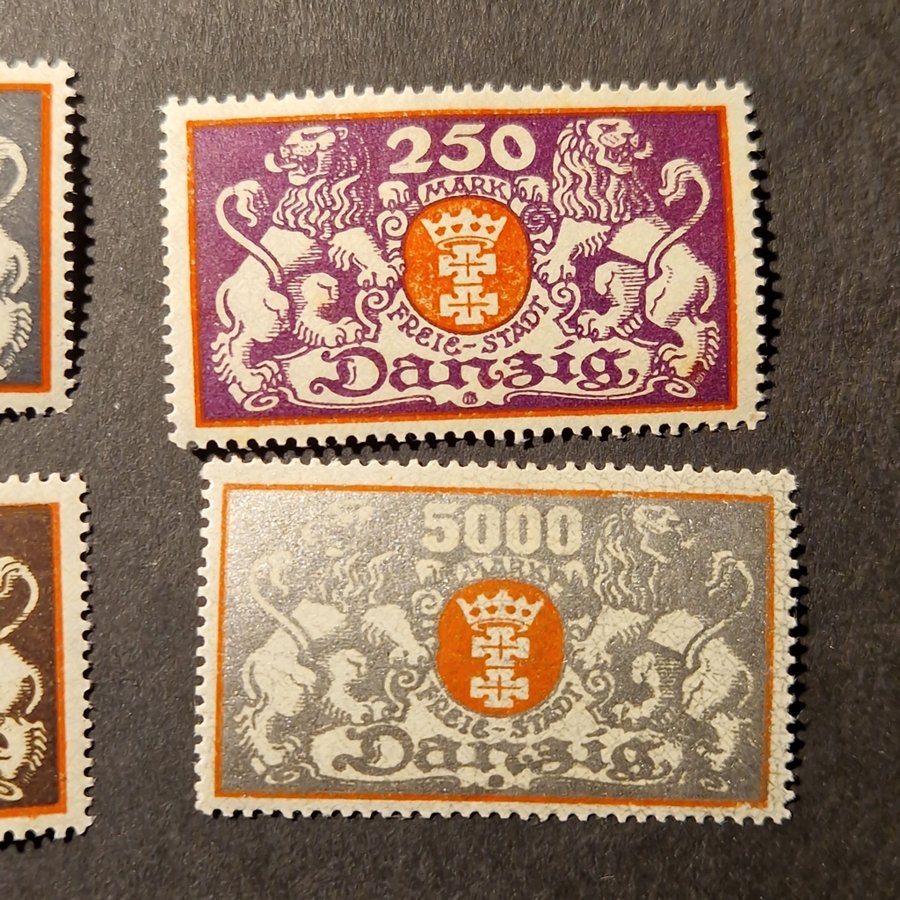 250
MARK
FREIE-STADT
Danzig
5000
MARK
FREIE-STADT
Danzig